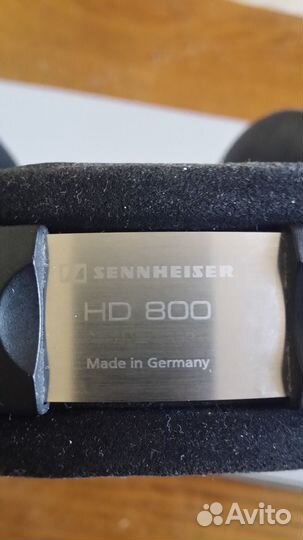 SENNHEISER
HD 800
Made in Germany
Avito